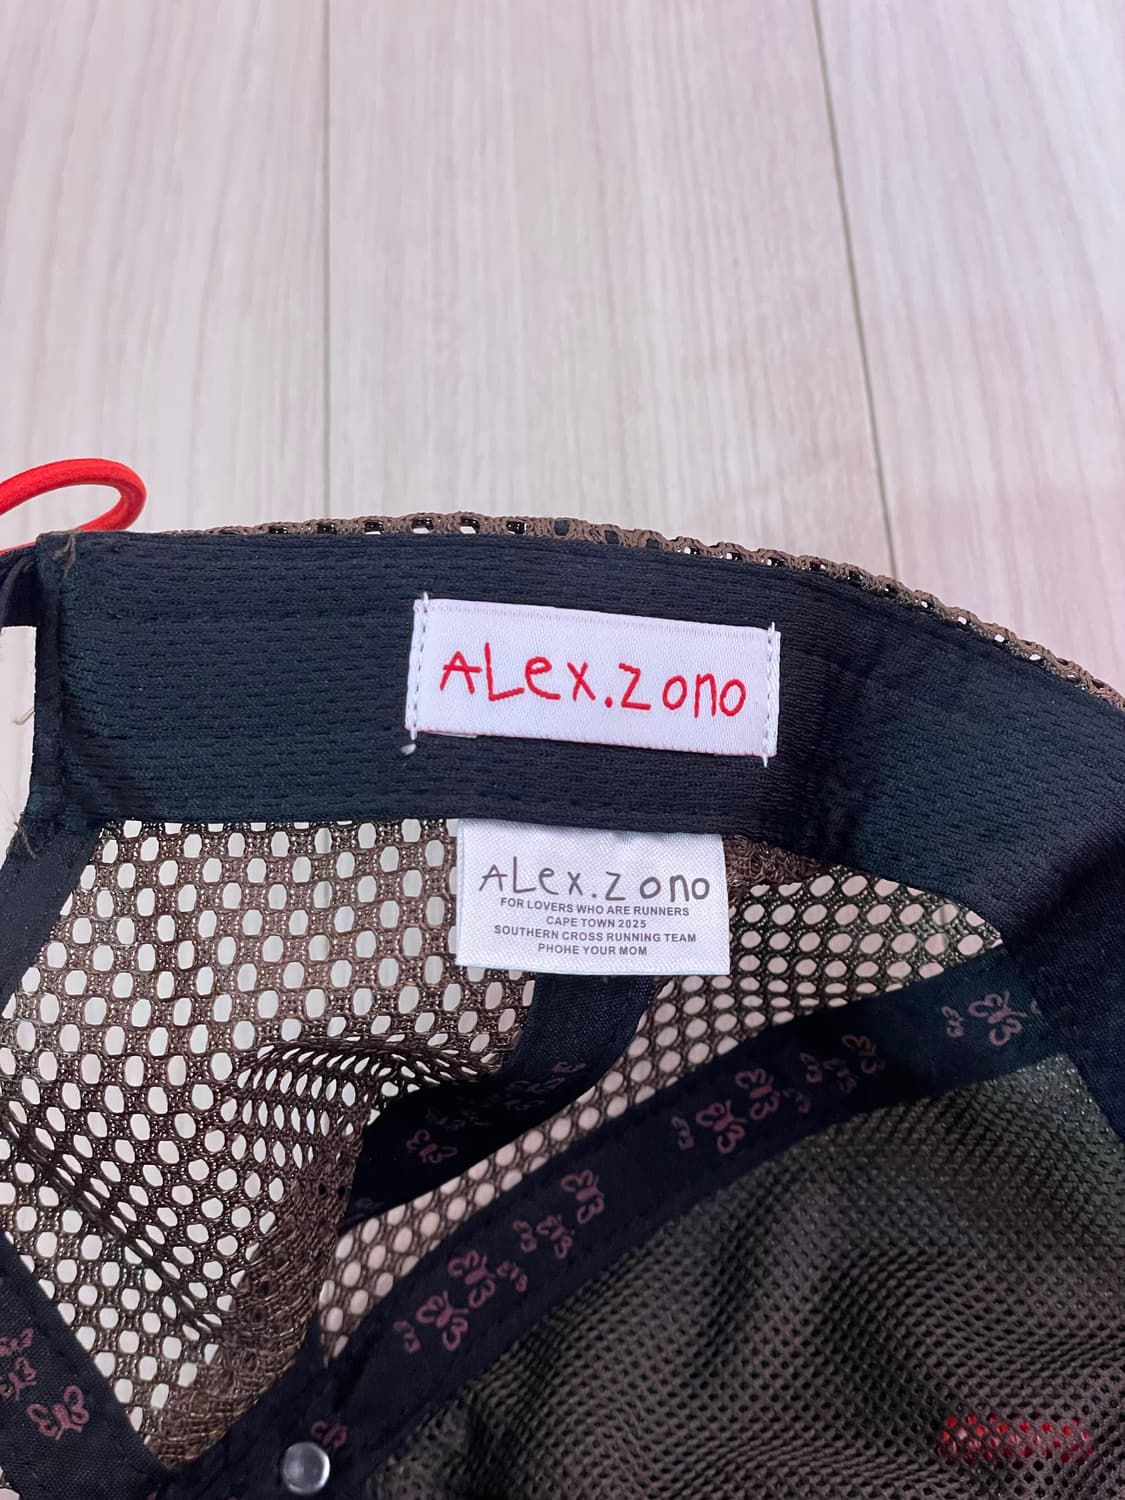 ALex.Zono
ALex.Zono
FOR LOVERS WHO ARE RUNNERS
CAPE TOWN 2025
SOUTHERN CROSS RUNNING TEAM
PHOHE YOUR MOM